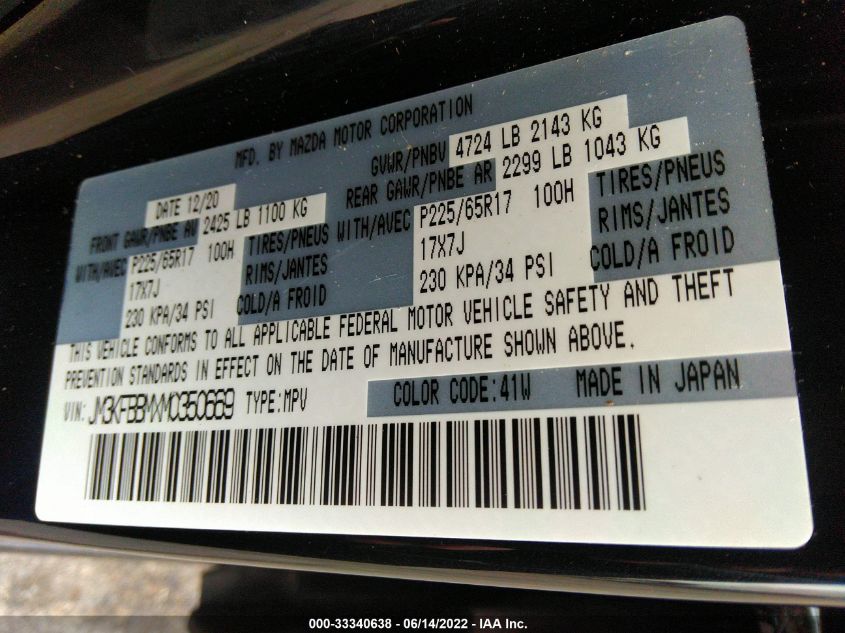 MFD. BY MAZDA MOTOR CORPORATION
DATE 12/20 GVWR/PNBV 4724 LB 2143 KG
FRONT GAWR/PNBE AV 2425 LB 1100 KG REAR GAWR/PNBE AR 2299 LB 1043 KG
WITH/AVEC P225/65R17 100H TIRES/PNEUS WITH/AVEC P225/65R17 100H TIRES/PNEUS
17X7J RIMS/JANTES 17X7J RIMS/JANTES
230 KPA/34 PSI COLD/A FROID 230 KPA/34 PSI COLD/A FROID
THIS VEHICLE CONFORMS TO ALL APPLICABLE FEDERAL MOTOR VEHICLE SAFETY AND THEFT
PREVENTION STANDARDS IN EFFECT ON THE DATE OF MANUFACTURE SHOWN ABOVE.
VIN: JM3KFBBMXM0350669 TYPE:MPV COLOR CODE:41W MADE IN JAPAN
000-33340638 - 06/14/2022 - IAA Inc.